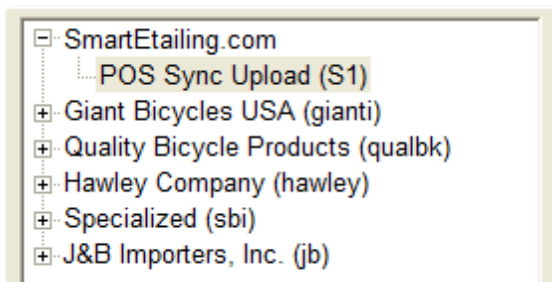 SmartEtailing.com
POS Sync Upload (S1)
Giant Bicycles USA (gianti)
Quality Bicycle Products (qualbk)
Hawley Company (hawley)
Specialized (sbi)
J&B Importers, Inc. (jb)